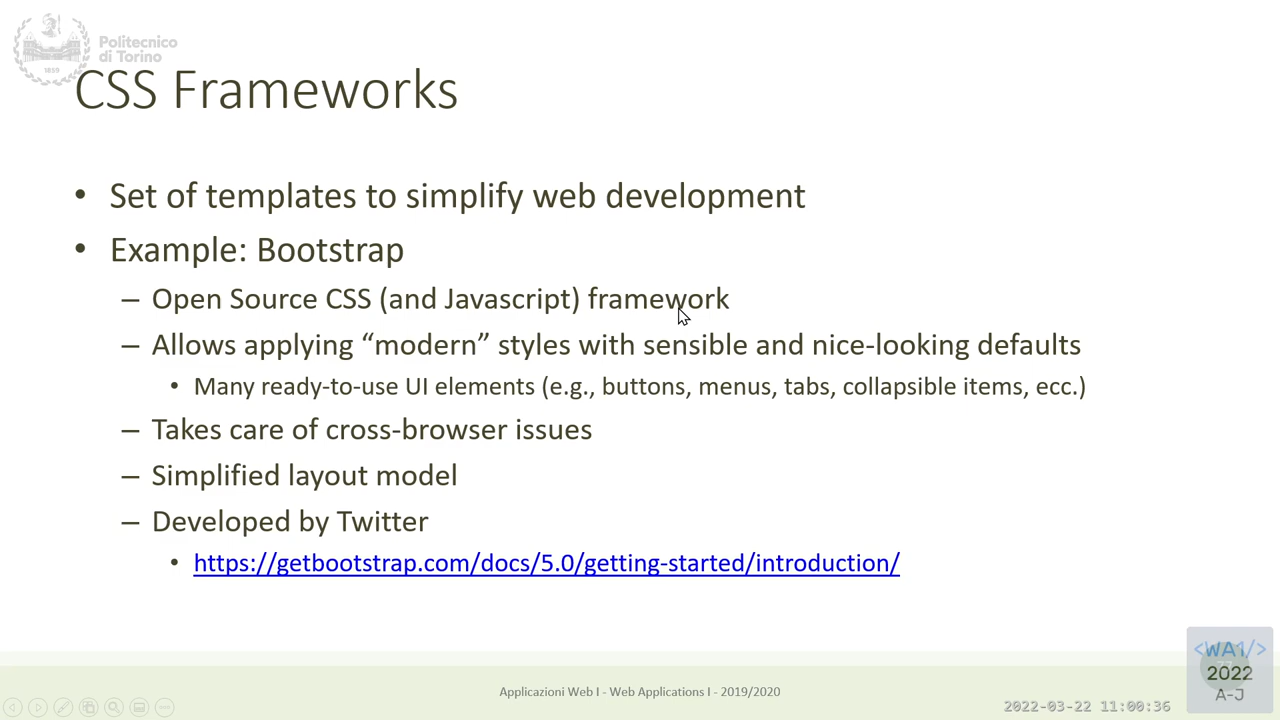 Politecnico
di Torino
1859
CSS Frameworks
• Set of templates to simplify web development
• Example: Bootstrap
– Open Source CSS (and Javascript) framework
– Allows applying “modern” styles with sensible and nice-looking defaults
• Many ready-to-use UI elements (e.g., buttons, menus, tabs, collapsible items, ecc.)
– Takes care of cross-browser issues
– Simplified layout model
– Developed by Twitter
• https://getbootstrap.com/docs/5.0/getting-started/introduction/
Applicazioni Web I - Web Applications I - 2019/2020
2022-03-22 11:00:36
<WA1/>
2022
A-J